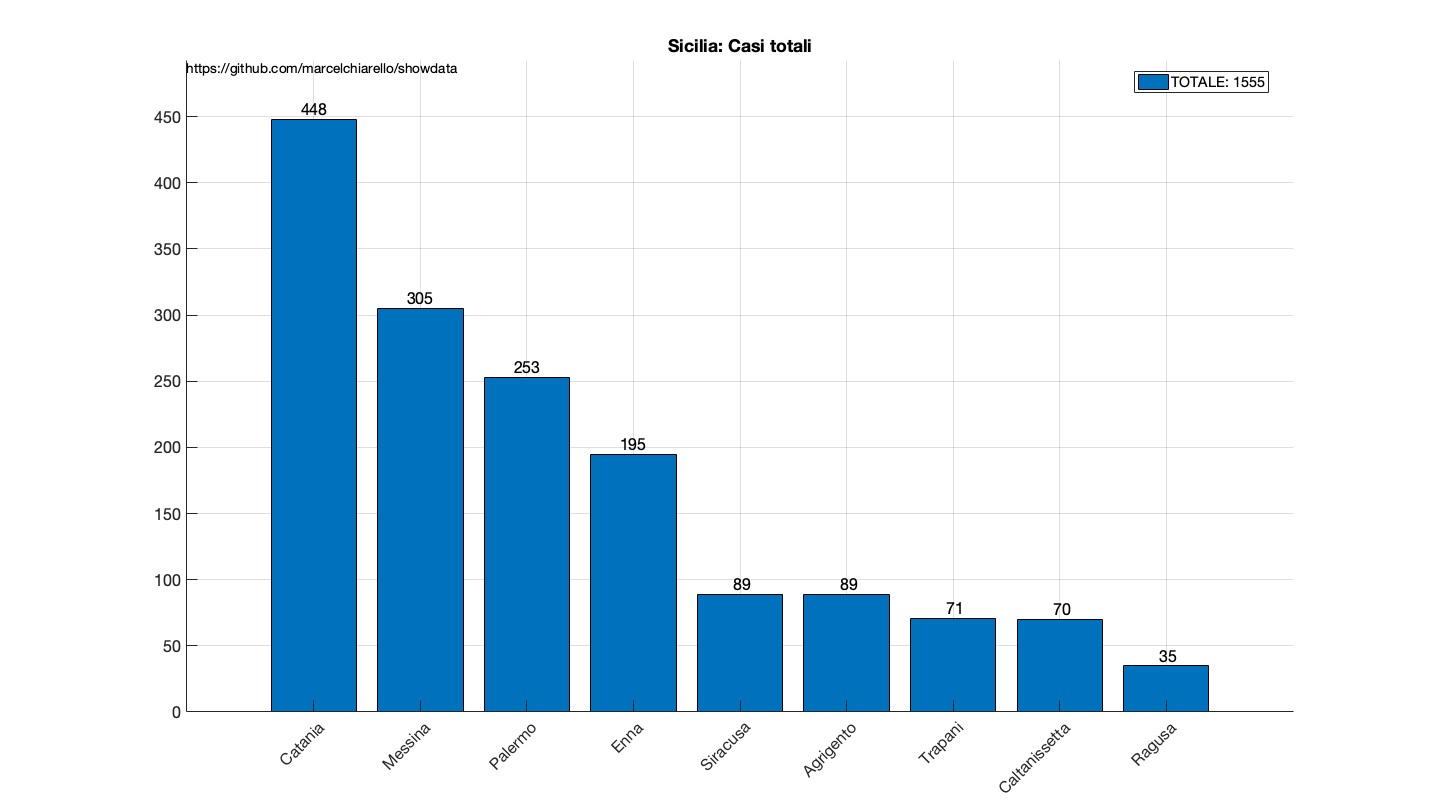 Sicilia: Casi totali
https://github.com/marcelchiarello/showdata
TOTALE: 1555
450
400
350
300
250
200
150
100
50
0
448
305
253
195
89
89
71
70
35
Catania
Messina
Palermo
Enna
Siracusa
Agrigento
Trapani
Caltanissetta
Ragusa